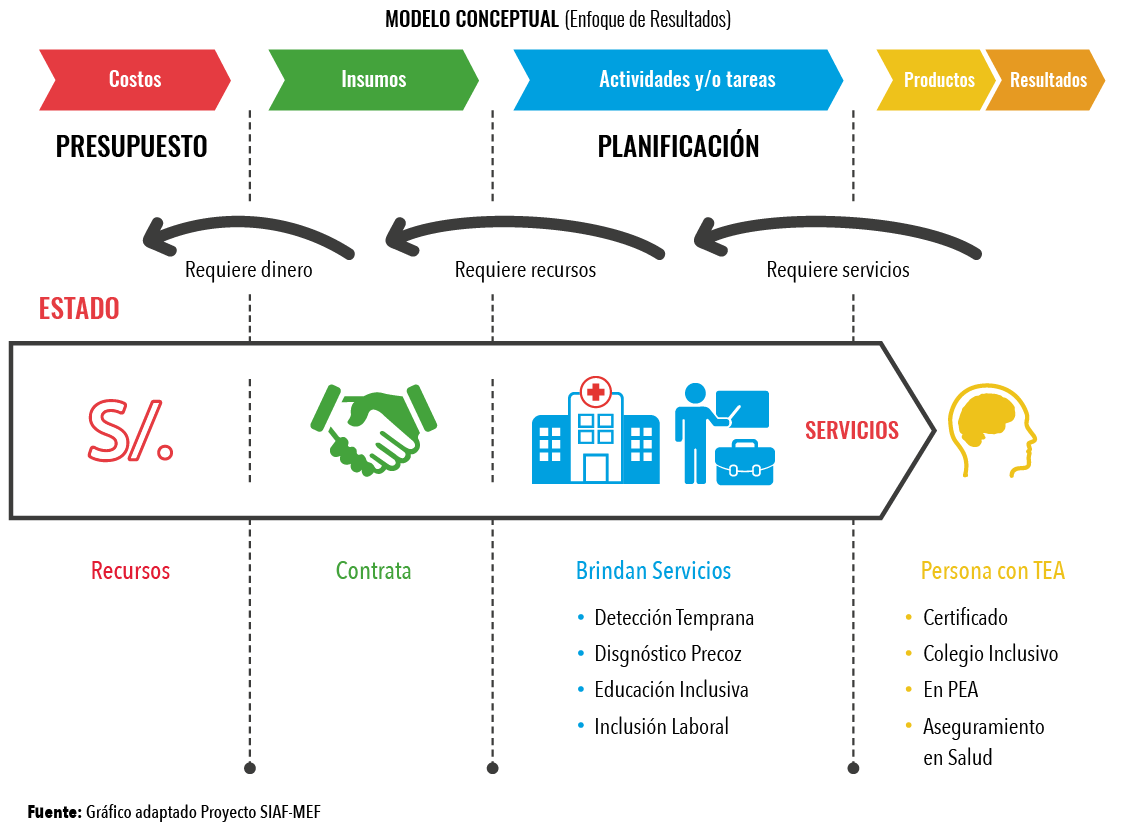 MODELO CONCEPTUAL (Enfoque de Resultados)
Costos
Insumos
Actividades y/o tareas
Productos
Resultados
PRESUPUESTO
PLANIFICACIÓN
Requiere dinero
Requiere recursos
Requiere servicios
ESTADO
S/.
SERVICIOS
Recursos
Contrata
Brindan Servicios
• Detección Temprana
• Disgnóstico Precoz
• Educación Inclusiva
• Inclusión Laboral
Persona con TEA
• Certificado
• Colegio Inclusivo
• En PEA
• Aseguramiento
en Salud
Fuente: Gráfico adaptado Proyecto SIAF-MEF